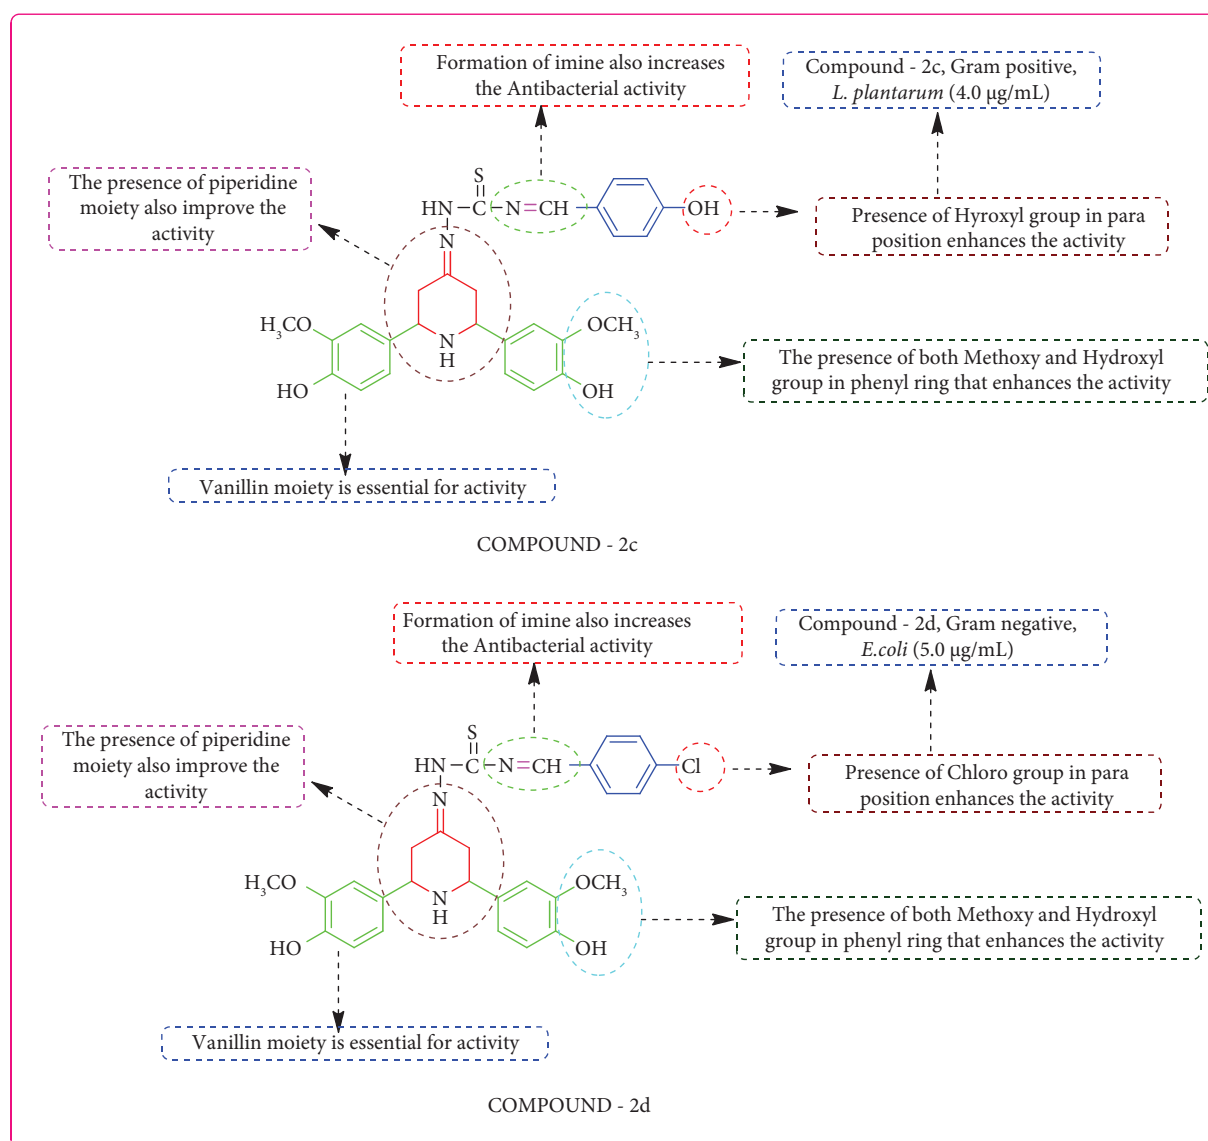 Formation of imine also increases
the Antibacterial activity
Compound - 2c, Gram positive,
L. plantarum (4.0 µg/mL)
The presence of piperidine
moiety also improve the
activity
S
HN C N CH OH
N
Presence of Hyroxyl group in para
position enhances the activity
H₃CO N OCH₃
H
HO OH
The presence of both Methoxy and Hydroxyl
group in phenyl ring that enhances the activity
Vanillin moiety is essential for activity
COMPOUND - 2c
Formation of imine also increases
the Antibacterial activity
Compound - 2d, Gram negative,
E.coli (5.0 µg/mL)
The presence of piperidine
moiety also improve the
activity
S
HN C N CH Cl
N
Presence of Chloro group in para
position enhances the activity
H₃CO N OCH₃
H
HO OH
The presence of both Methoxy and Hydroxyl
group in phenyl ring that enhances the activity
Vanillin moiety is essential for activity
COMPOUND - 2d